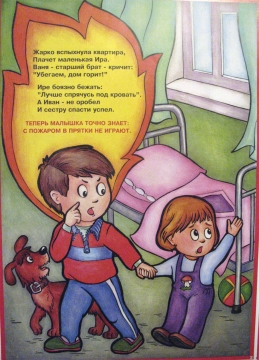 Жарко вспыхнула квартира,
Плачет маленькая Ира.
Ваня - старший брат - кричит:
"Убегаем, дом горит!"
Ире боязно бежать:
"Лучше спрячусь под кровать".
А Иван - не оробел
И сестру спасти успел.
ТЕПЕРЬ МАЛЫШКА ТОЧНО ЗНАЕТ:
С ПОЖАРОМ В ПРЯТКИ НЕ ИГРАЮТ.